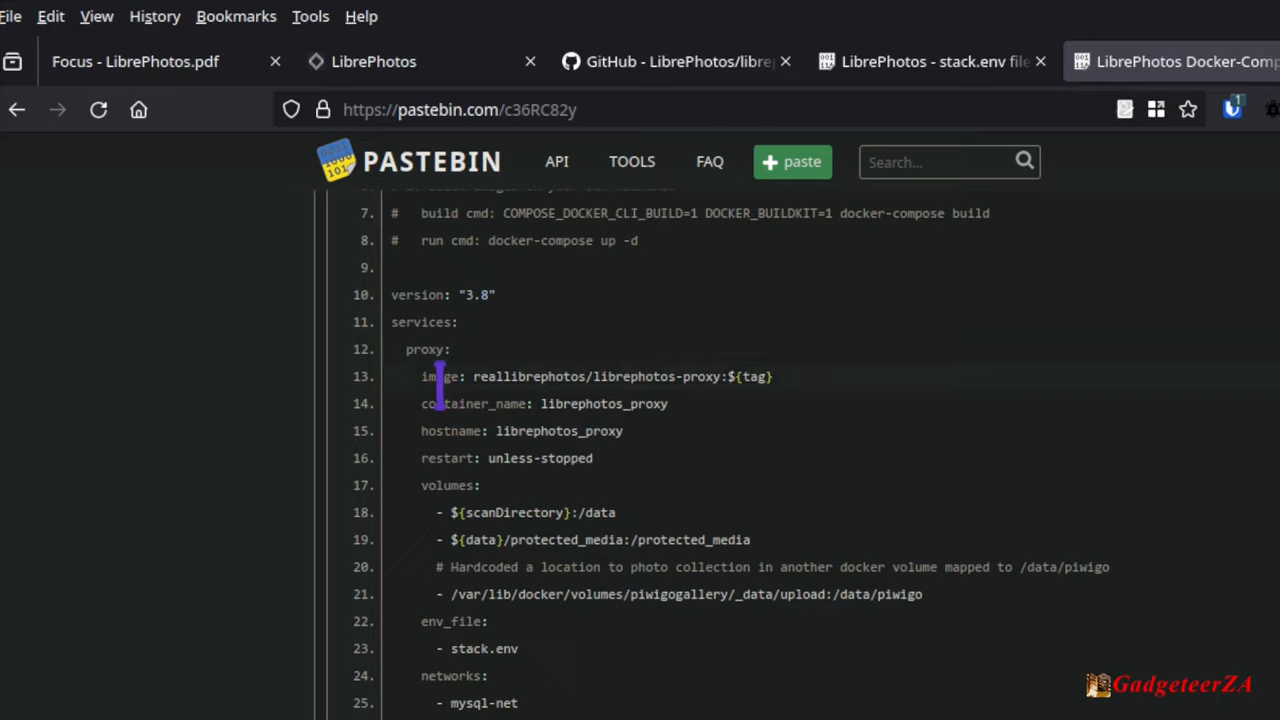 File Edit View History Bookmarks Tools Help
Focus - LibrePhotos.pdf
LibrePhotos
GitHub - LibrePhotos/libre
LibrePhotos - stack.env file
LibrePhotos Docker-Comp
https://pastebin.com/c36RC82y
1
PASTEBIN API TOOLS FAQ + paste Search...
7. # build cmd: COMPOSE_DOCKER_CLI_BUILD=1 DOCKER_BUILDKIT=1 docker-compose build
8. # run cmd: docker-compose up -d
9.
10. version: "3.8"
11. services:
12. proxy:
13. image: reallibrephotos/librephotos-proxy:${tag}
14. container_name: librephotos_proxy
15. hostname: librephotos_proxy
16. restart: unless-stopped
17. volumes:
18. - ${scanDirectory}:/data
19. - ${data}/protected_media:/protected_media
20. # Hardcoded a location to photo collection in another docker volume mapped to /data/piwigo
21. - /var/lib/docker/volumes/piwigogallery/_data/upload:/data/piwigo
22. env_file:
23. - stack.env
24. networks:
25. - mysql-net
GadgeteerZA